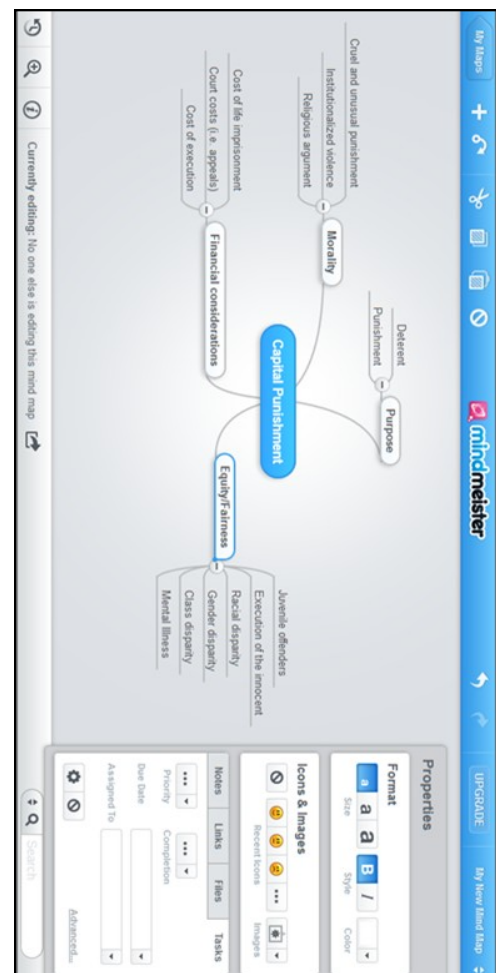 My Maps
mindmeister
UPGRADE
My New Mind Map
Deterent
Punishment
Purpose
Cruel and unusual punishment
Institutionalized violence
Religious argument
Morality
Capital Punishment
Cost of life imprisonment
Court costs (i.e. appeals)
Cost of execution
Financial considerations
Equity/Fairness
Juvenile offenders
Execution of the innocent
Racial disparity
Gender disparity
Class disparity
Mental Illness
Properties
Format
a a a B I
Size Style Color
Icons & Images
Recent Icons Images
Notes Links Files Tasks
Priority Completion
Due Date
Assigned To
Advanced...
Currently editing: No one else is editing this mind map
Search